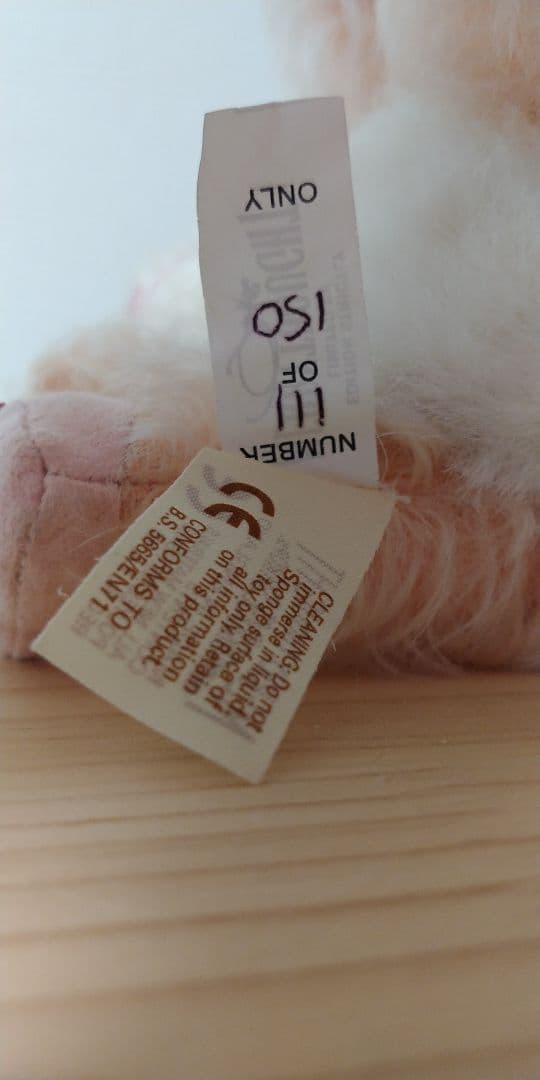 NUMBER
111
OF
150
ONLY
CLEANING: Do not
immerse in liquid.
Sponge surface of
toy only. Retain
all information
on this product.
CONFORMS TO
B.S. 5665/EN71.
CE